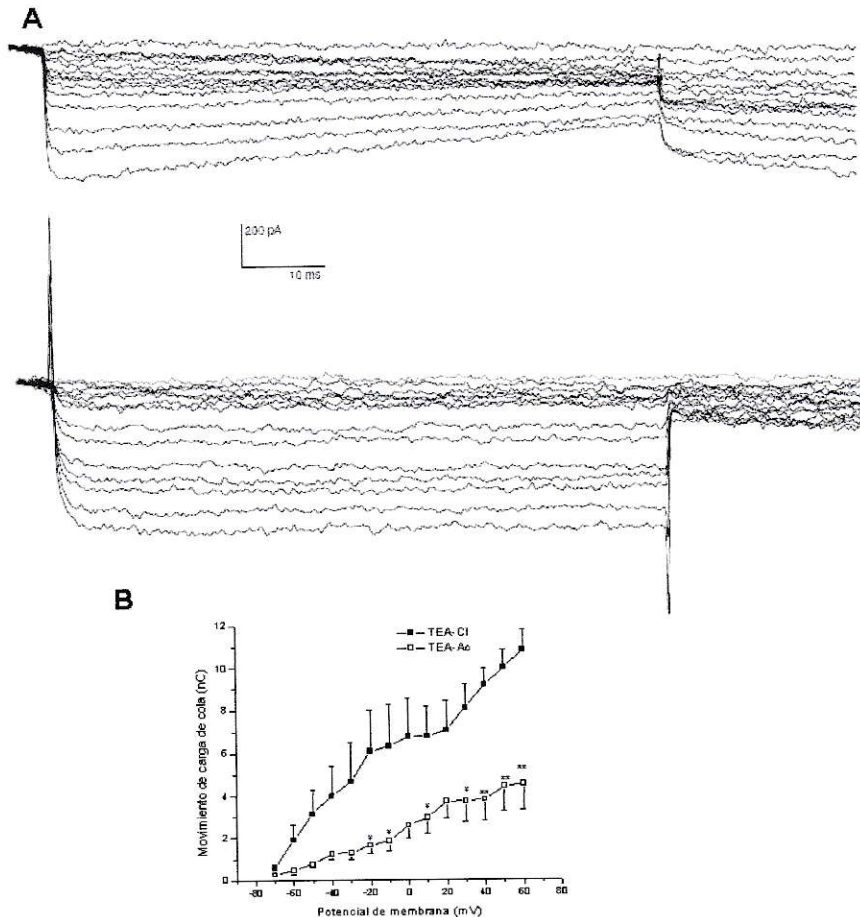 A
200 pA
10 ms
B
12
10
8
6
4
2
0
TEA-Cl
TEA-Ac
* * * * ** ** **
Movimiento de carga de cola (nC)
-80 -60 -40 -20 0 20 40 60 80
Potencial de membrana (mV)